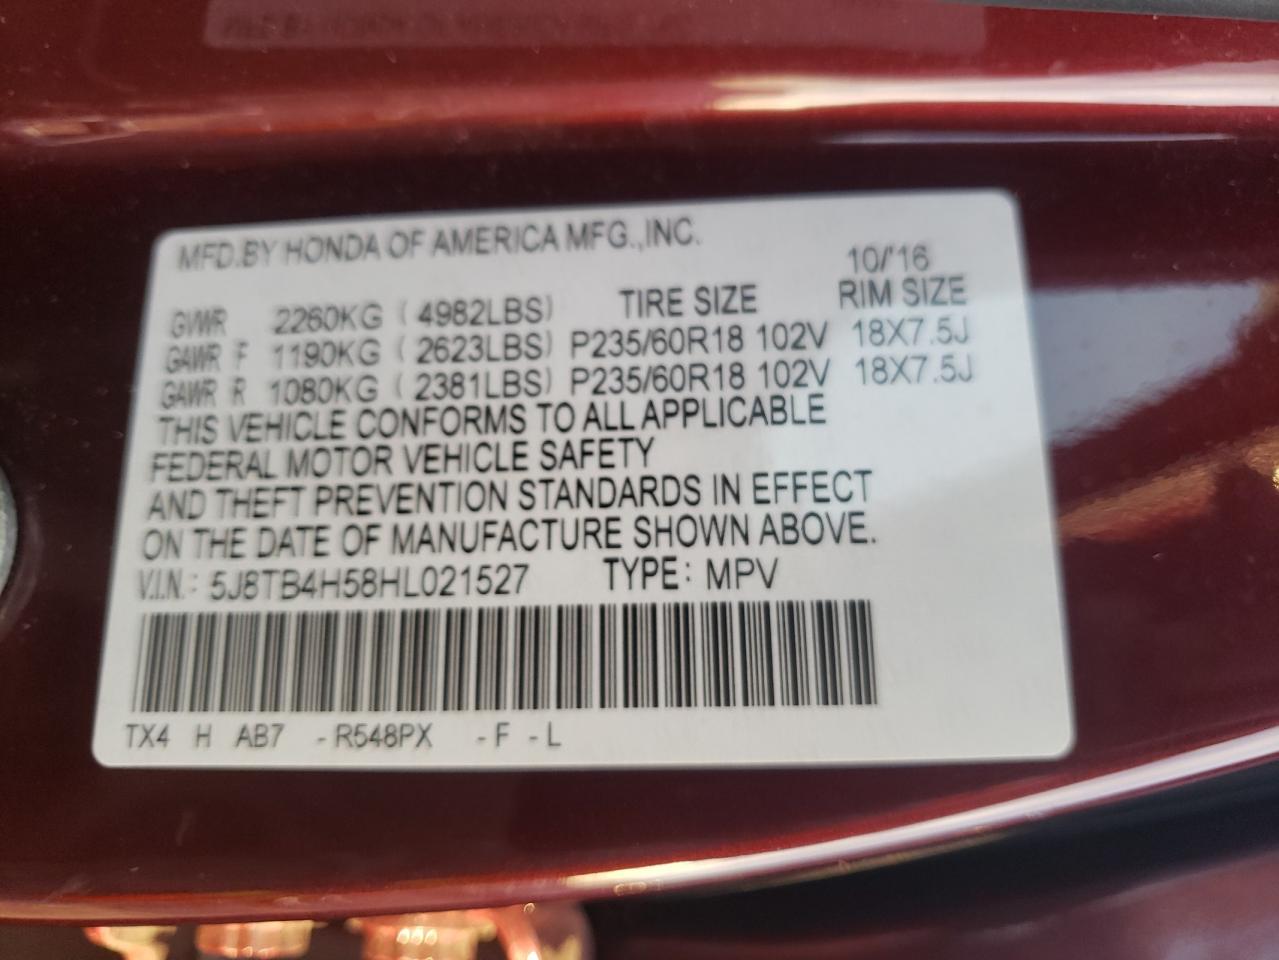 MFD.BY HONDA OF AMERICA MFG.,INC.
10/'16
GVWR 2260KG ( 4982LBS) TIRE SIZE RIM SIZE
GAWR F 1190KG ( 2623LBS) P235/60R18 102V 18X7.5J
GAWR R 1080KG ( 2381LBS) P235/60R18 102V 18X7.5J
THIS VEHICLE CONFORMS TO ALL APPLICABLE
FEDERAL MOTOR VEHICLE SAFETY
AND THEFT PREVENTION STANDARDS IN EFFECT
ON THE DATE OF MANUFACTURE SHOWN ABOVE.
V.I.N.: 5J8TB4H58HL021527 TYPE: MPV
TX4 H AB7 -R548PX -F -L